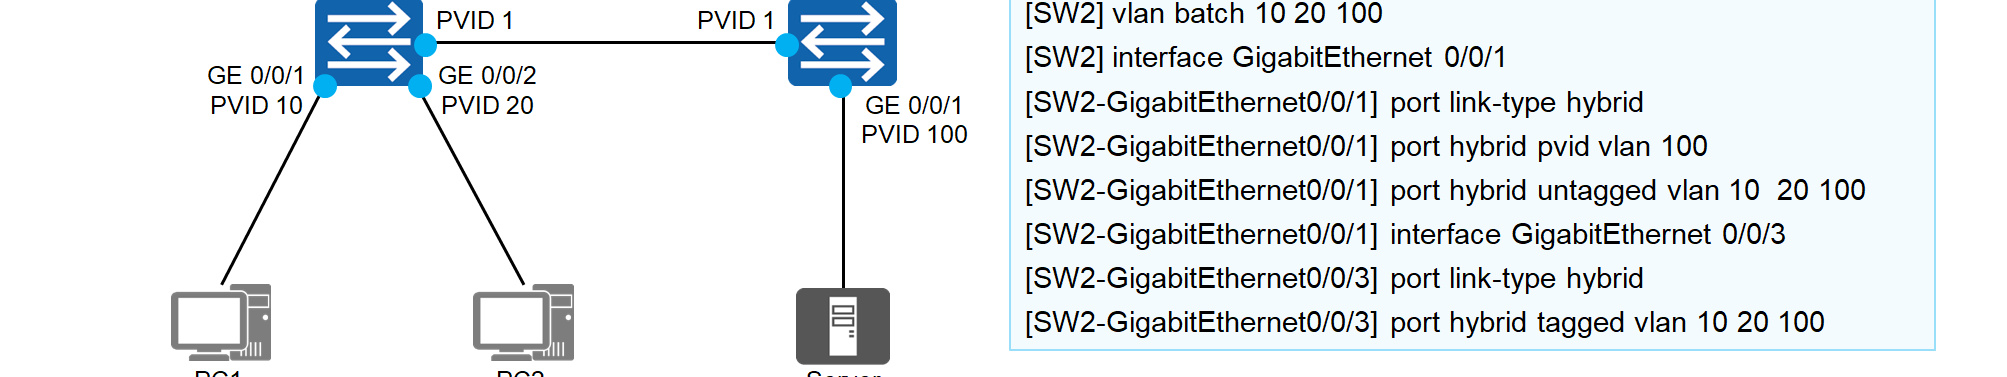 PVID 1
PVID 1
GE 0/0/1
PVID 10
GE 0/0/2
PVID 20
GE 0/0/1
PVID 100
[SW2] vlan batch 10 20 100
[SW2] interface GigabitEthernet 0/0/1
[SW2-GigabitEthernet0/0/1] port link-type hybrid
[SW2-GigabitEthernet0/0/1] port hybrid pvid vlan 100
[SW2-GigabitEthernet0/0/1] port hybrid untagged vlan 10  20 100
[SW2-GigabitEthernet0/0/1] interface GigabitEthernet 0/0/3
[SW2-GigabitEthernet0/0/3] port link-type hybrid
[SW2-GigabitEthernet0/0/3] port hybrid tagged vlan 10 20 100